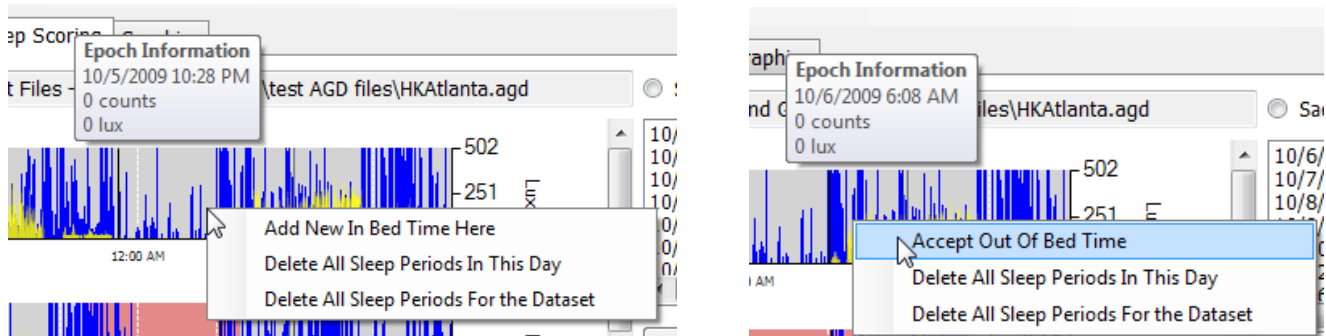 ep Scoring
Epoch Information
10/5/2009 10:28 PM
0 counts
0 lux
t Files -
\test AGD files\HKAtlanta.agd
502
251
Lux
10/
10/
10/
12:00 AM
Add New In Bed Time Here
Delete All Sleep Periods In This Day
Delete All Sleep Periods For the Dataset
raphi
Epoch Information
10/6/2009 6:08 AM
0 counts
0 lux
nd G
iles\HKAtlanta.agd
Sa
502
251
10/6/
10/7/
10/8/
AM
Accept Out Of Bed Time
Delete All Sleep Periods In This Day
Delete All Sleep Periods For the Dataset